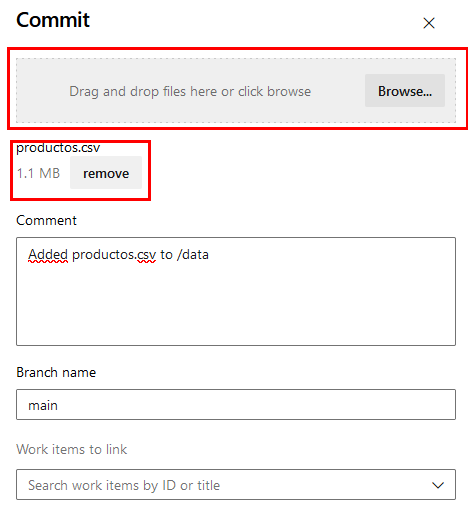 Commit
Drag and drop files here or click browse
Browse...
productos.csv
1.1 MB
remove
Comment
Added productos.csv to /data
Branch name
main
Work items to link
Search work items by ID or title